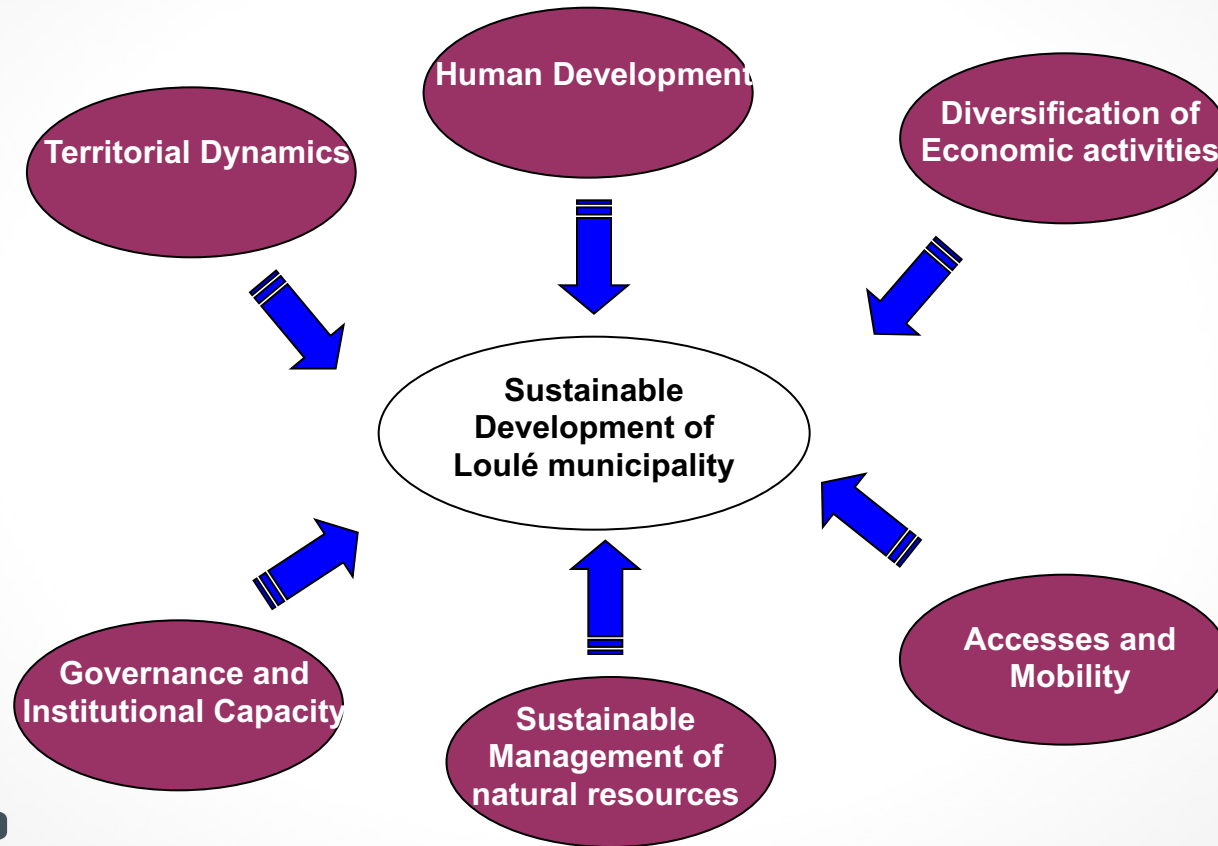 Human Development
Territorial Dynamics
Diversification of
Economic activities
Sustainable
Development of
Loulé municipality
Governance and
Institutional Capacity
Sustainable
Management of
natural resources
Accesses and
Mobility